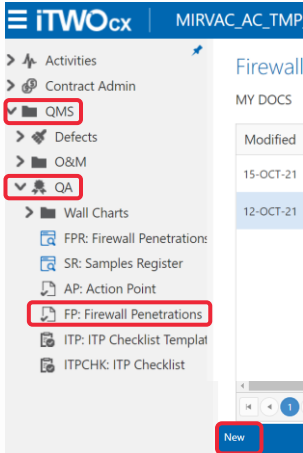 iTWOcx MIRVAC_AC_TMP
Activities
Contract Admin
QMS
Defects
O&M
QA
Wall Charts
FPR: Firewall Penetrations
SR: Samples Register
AP: Action Point
FP: Firewall Penetrations
ITP: ITP Checklist Templat
ITPCHK: ITP Checklist
Firewall
MY DOCS
Modified
15-OCT-21
12-OCT-21
1
New